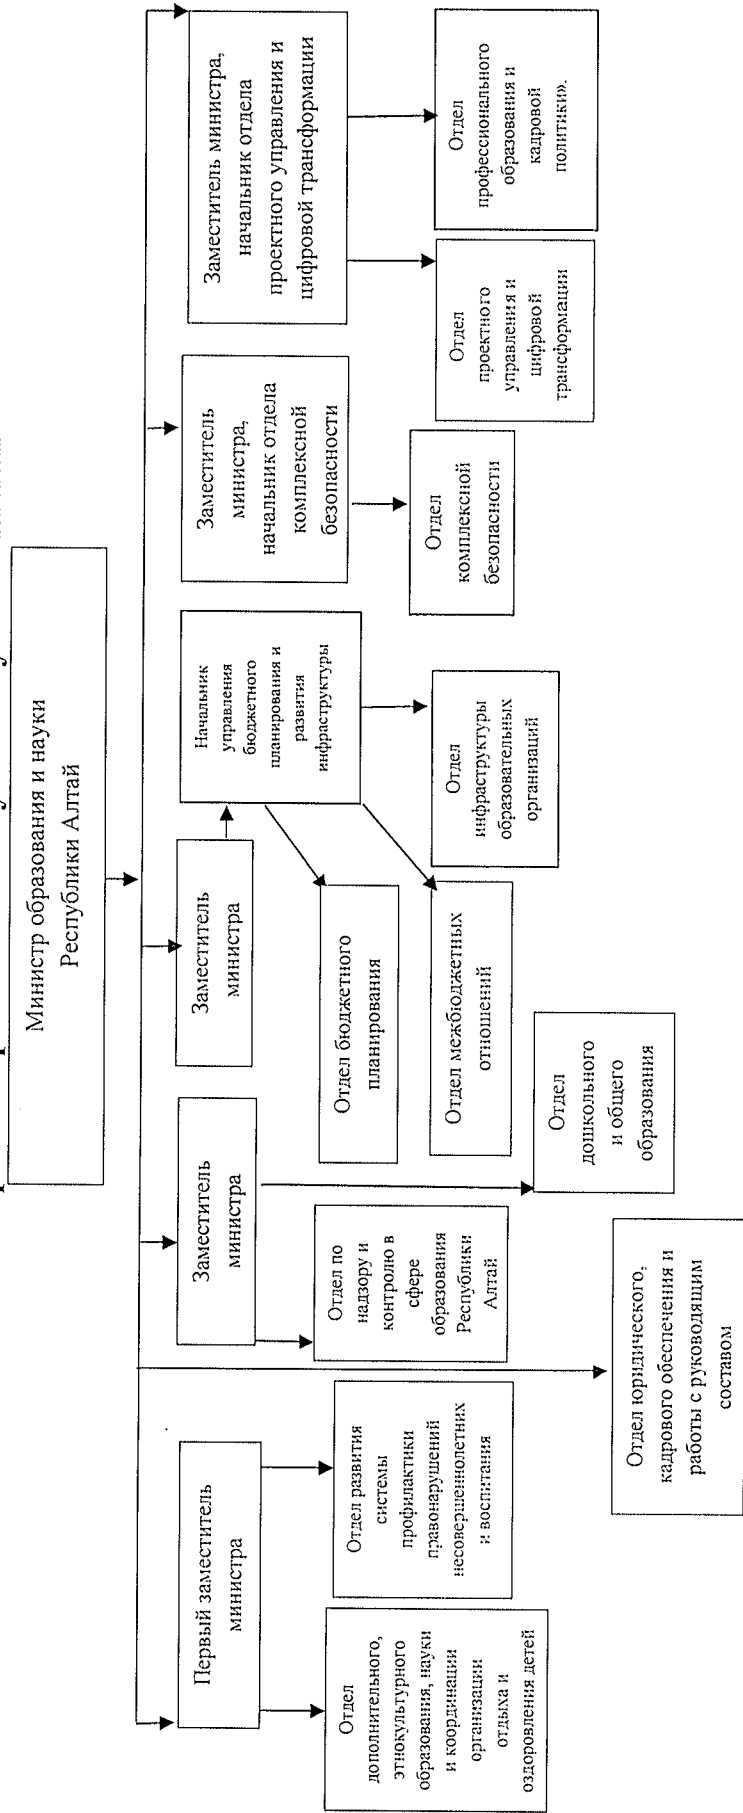 Министр образования и науки
Республики Алтай
Первый заместитель
министра
Заместитель
министра
Заместитель
министра
Начальник
управления
бюджетного
планирования и
развития
инфраструктуры
Заместитель
министра,
начальник отдела
комплексной
безопасности
Заместитель министра,
начальник отдела
проектного управления и
цифровой трансформации
Отдел
дополнительного,
этнокультурного
образования, науки
и координации
организации
отдыха и
оздоровления детей
Отдел развития
системы
профилактики
правонарушений
несовершеннолетних
и воспитания
Отдел по
надзору и
контролю в
сфере
образования
Республики
Алтай
Отдел бюджетного
планирования
Отдел межбюджетных
отношений
Отдел
инфраструктуры
образовательных
организаций
Отдел
комплексной
безопасности
Отдел
проектного
управления и
цифровой
трансформации
Отдел
профессионального
образования и
кадровой
политики».
Отдел
дошкольного
и общего
образования
Отдел юридического,
кадрового обеспечения и
работы с руководящим
составом